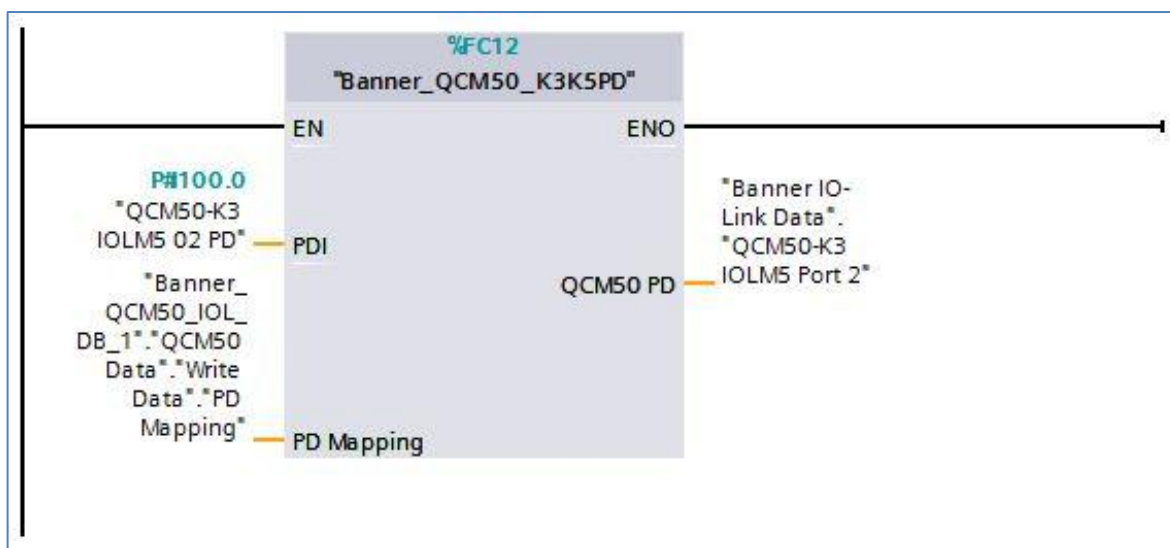 %FC12
"Banner_QCM50_K3K5PD"
EN
ENO
P#I100.0
"QCM50-K3
IOLM5 02 PD"
PDI
"Banner_
QCM50_IOL_
DB_1"."QCM50
Data"."Write
Data"."PD
Mapping"
PD Mapping
QCM50 PD
"Banner IO-
Link Data".
"QCM50-K3
IOLM5 Port 2"